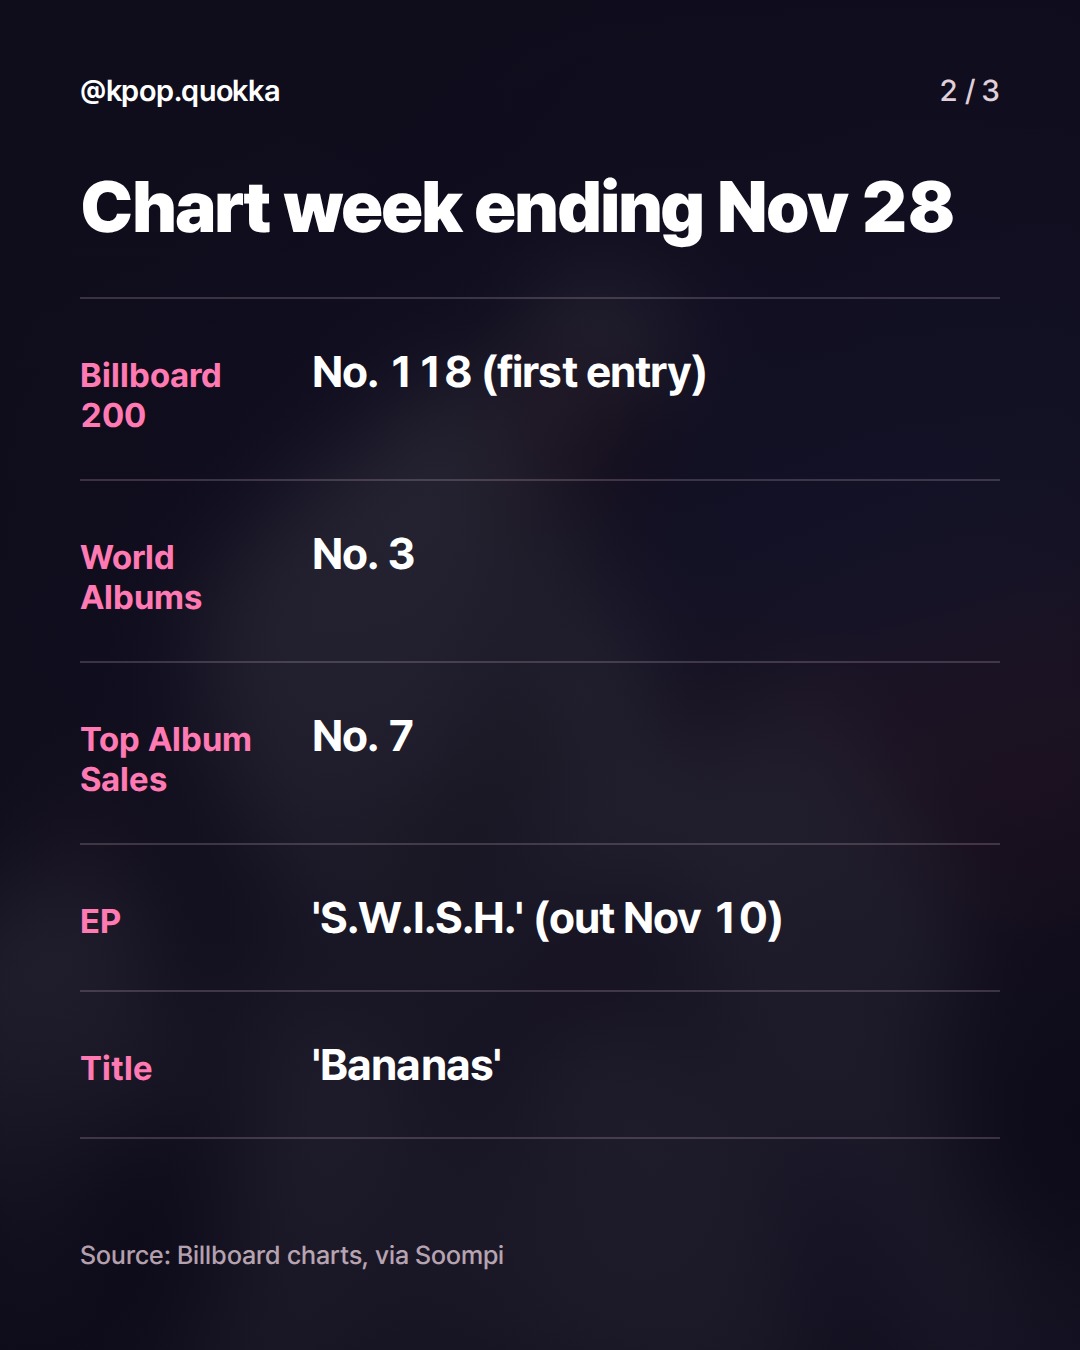 @kpop.quokka
2 / 3
Chart week ending Nov 28
Billboard
200
No. 118 (first entry)
World
Albums
No. 3
Top Album
Sales
No. 7
EP
'S.W.I.S.H.' (out Nov 10)
Title
'Bananas'
Source: Billboard charts, via Soompi